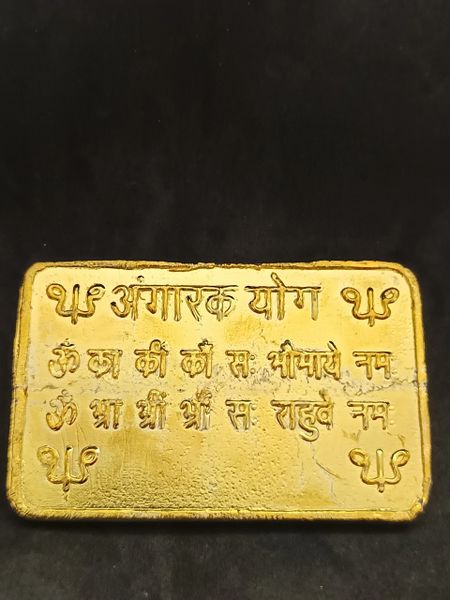 अंगारक योग
ॐ का कीं कौं सः भीमाये नमः
ॐ भ्रा भ्रीं भ्रौं सः राहुवे नमः